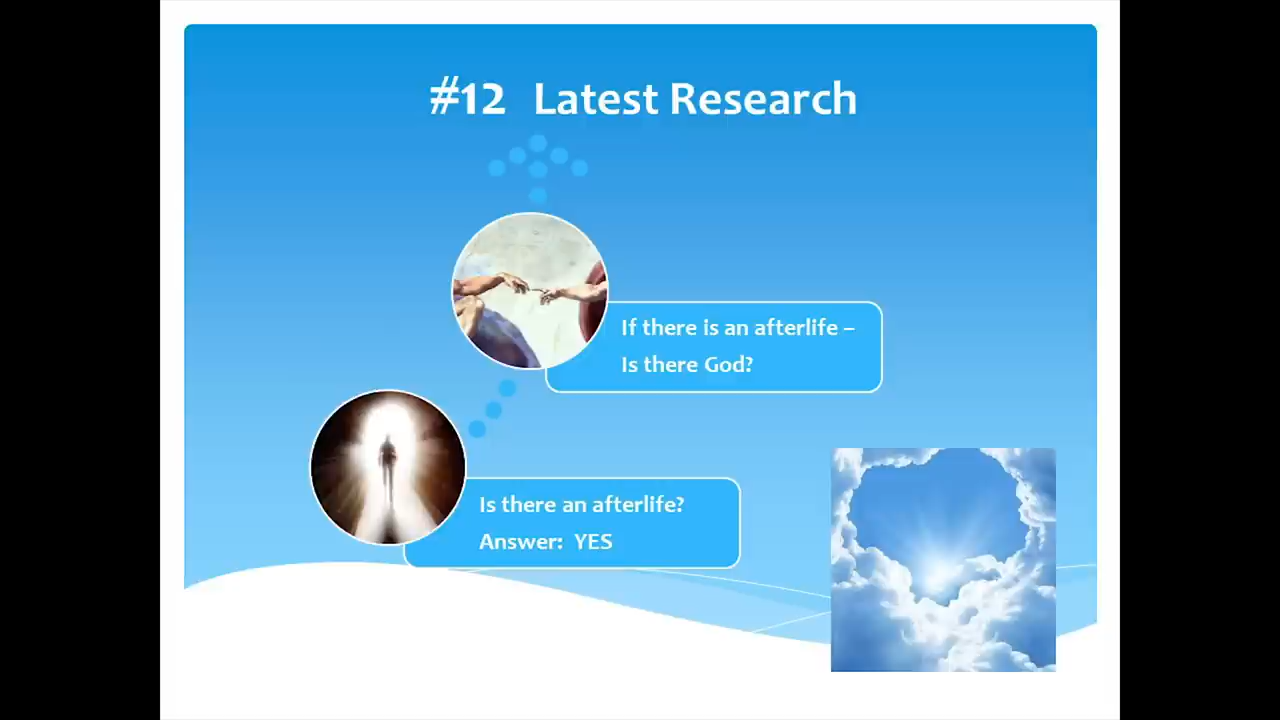 #12 Latest Research
If there is an afterlife –
Is there God?
Is there an afterlife?
Answer: YES